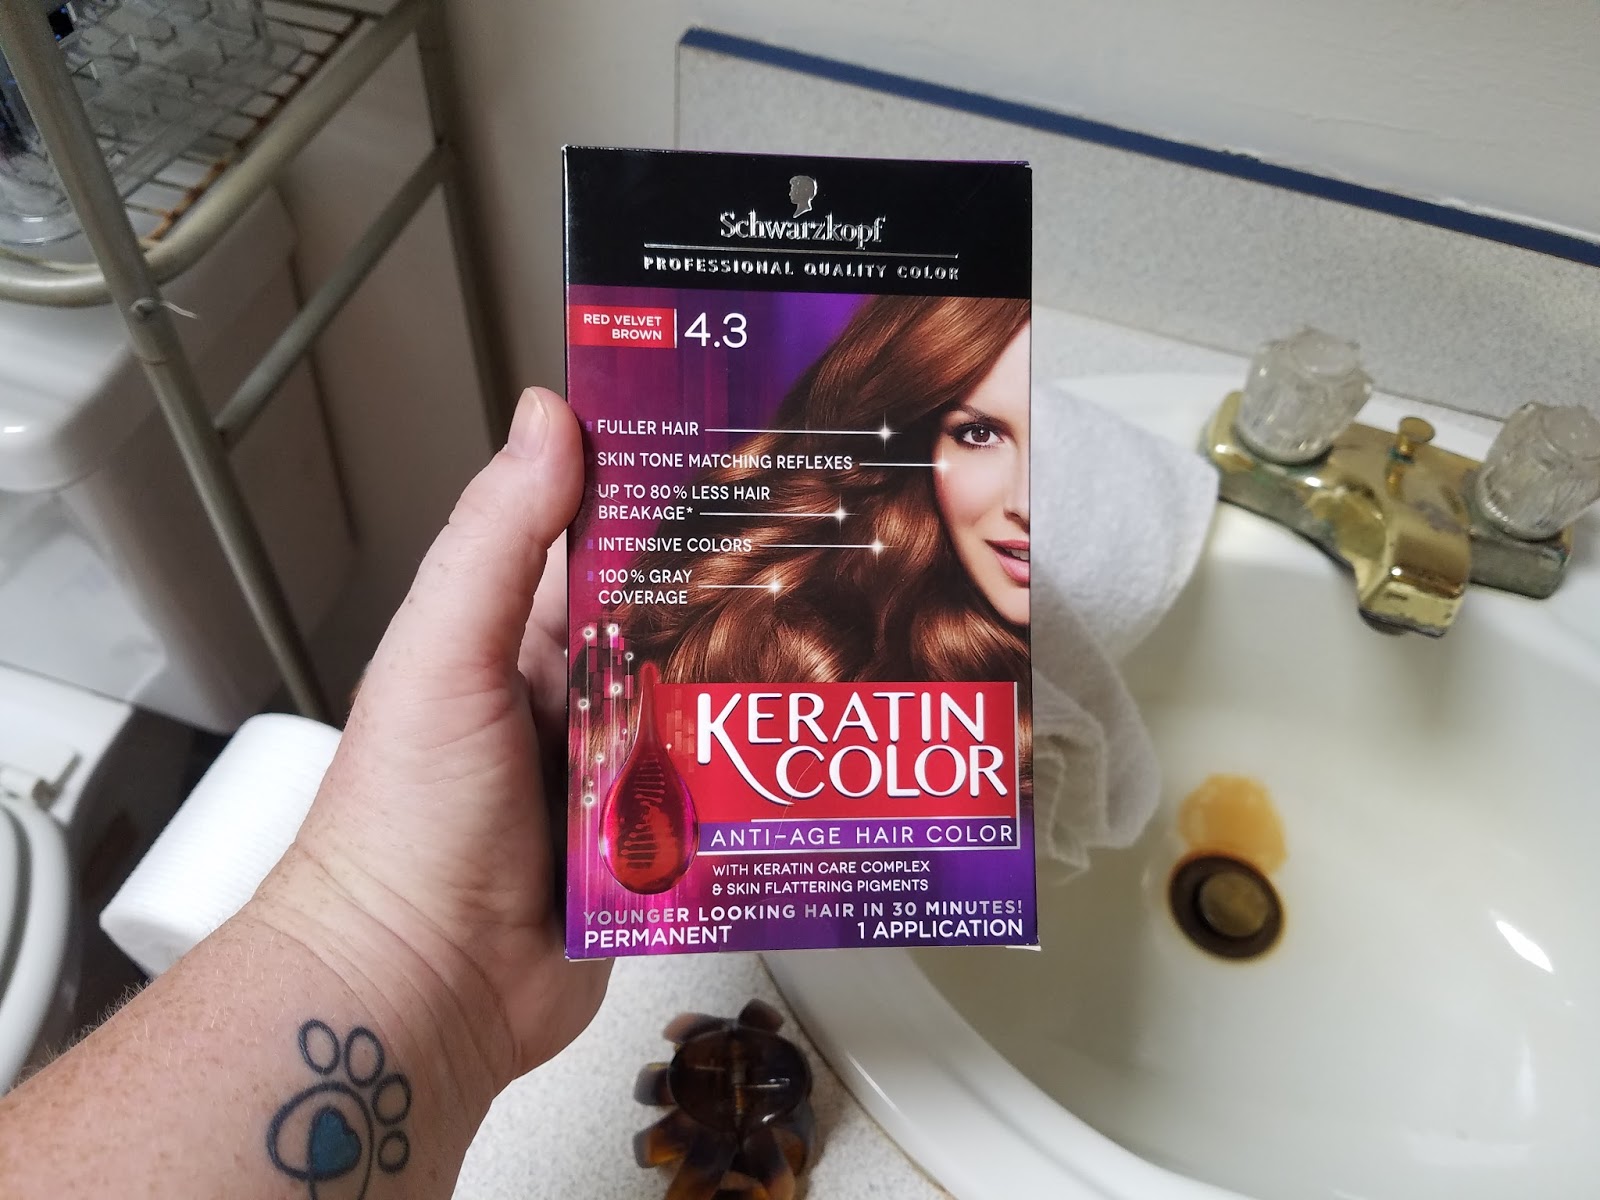 Schwarzkopf
PROFESSIONAL QUALITY COLOR
RED VELVET
BROWN
4.3
FULLER HAIR
SKIN TONE MATCHING REFLEXES
UP TO 80% LESS HAIR
BREAKAGE*
INTENSIVE COLORS
100% GRAY
COVERAGE
KERATIN
COLOR
ANTI-AGE HAIR COLOR
WITH KERATIN CARE COMPLEX
& SKIN FLATTERING PIGMENTS
YOUNGER LOOKING HAIR IN 30 MINUTES!
PERMANENT 1 APPLICATION